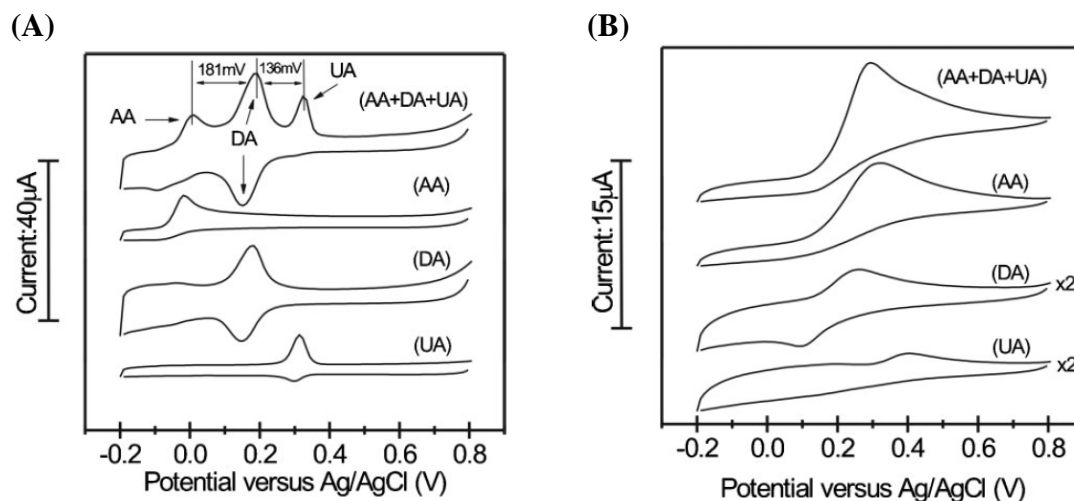 (A)
181mV
136mV
UA
AA
(AA+DA+UA)
DA
(AA)
(DA)
(UA)
Current:40μA
-0.2 0.0 0.2 0.4 0.6 0.8
Potential versus Ag/AgCl (V)
(B)
(AA+DA+UA)
(AA)
(DA)
x2
(UA)
x2
Current:15μA
-0.2 0.0 0.2 0.4 0.6 0.8
Potential versus Ag/AgCl (V)